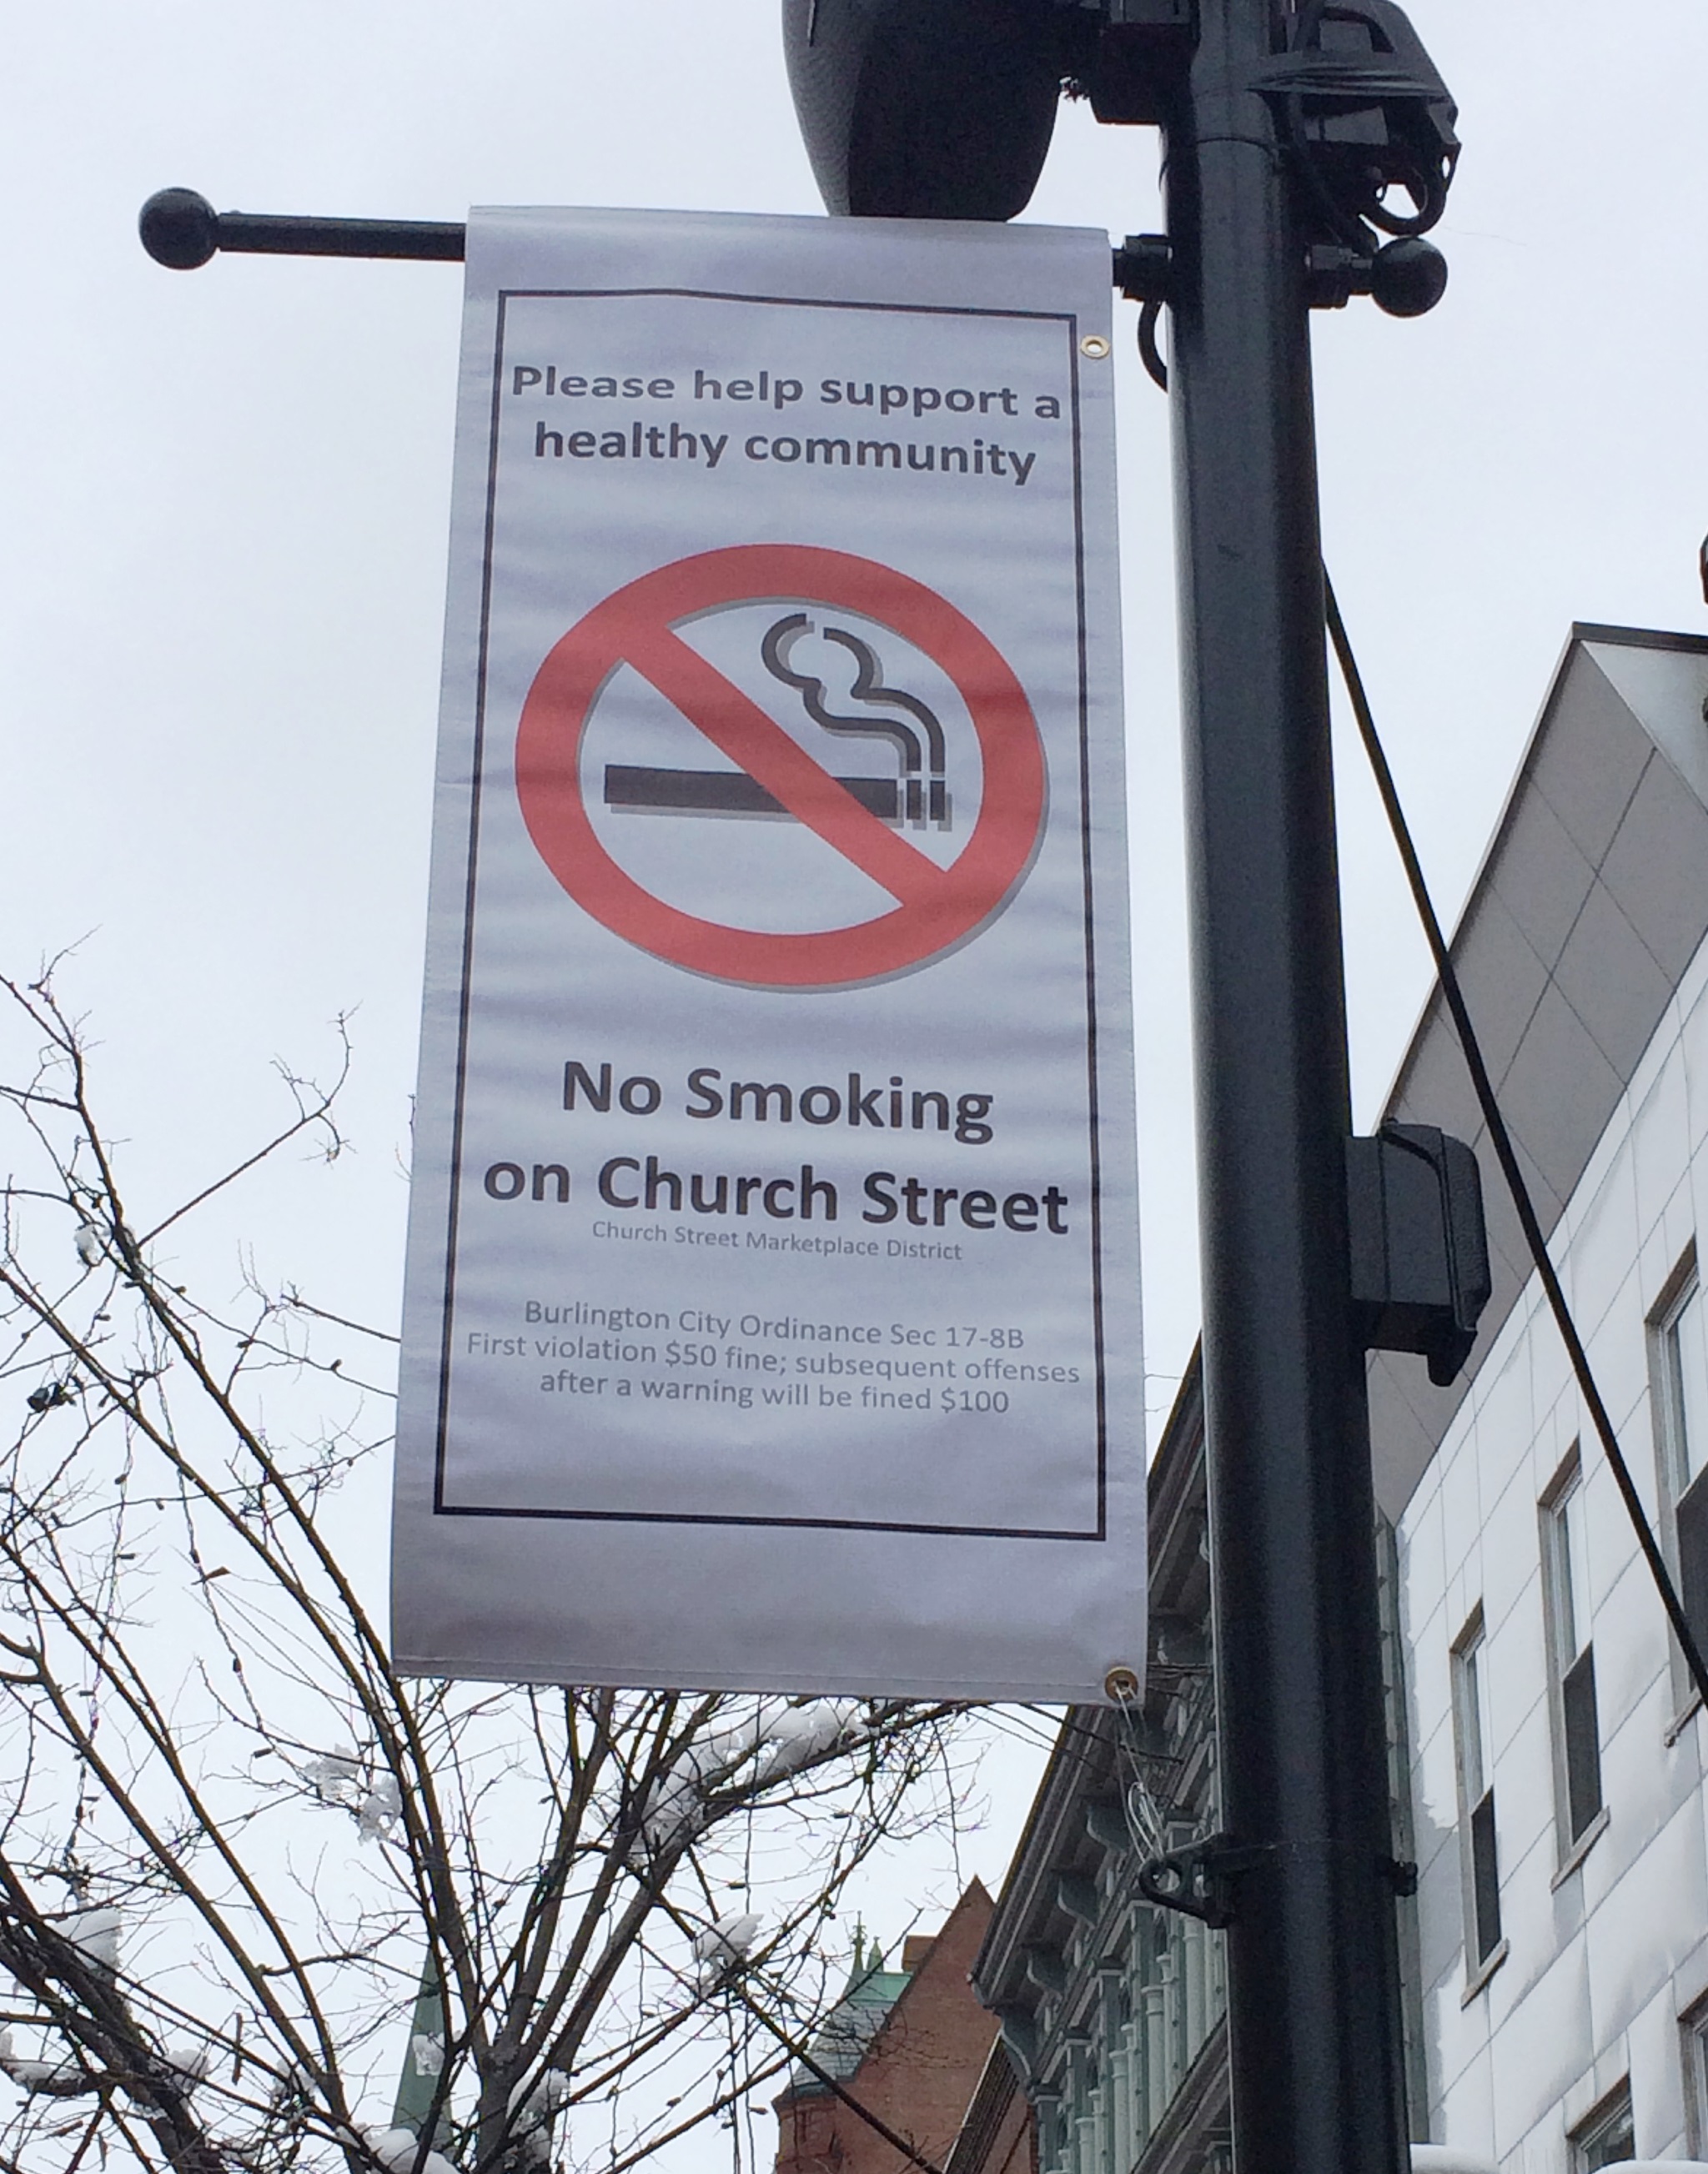 Please help support a
healthy community
No Smoking
on Church Street
Church Street Marketplace District
Burlington City Ordinance Sec 17-8B
First violation $50 fine; subsequent offenses
after a warning will be fined $100